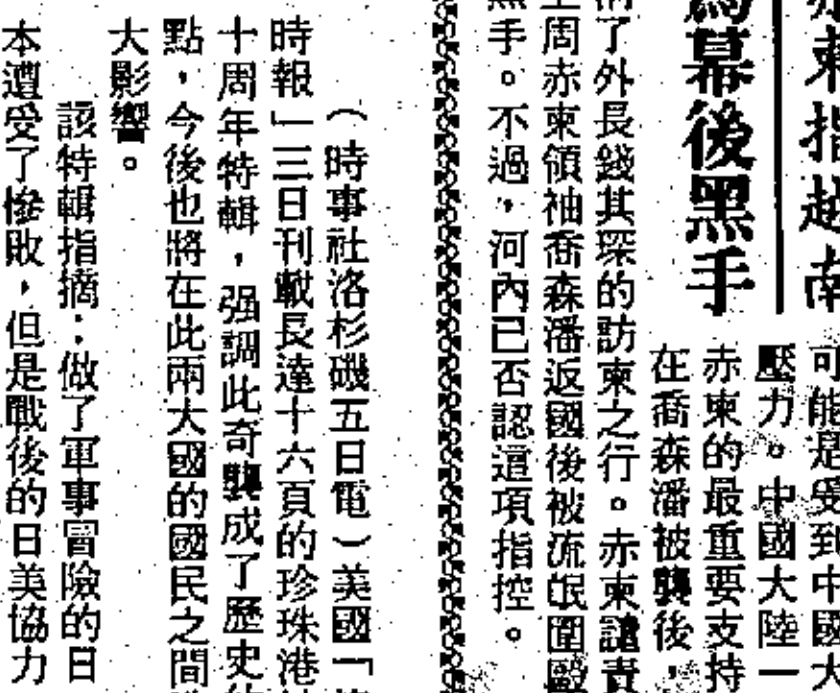 赤柬指越南
為幕後黑手
可能是受到中國大
壓力。中國大陸一
赤柬的最重要支持
在喬森潘被襲後，
了外長錢其琛的訪柬之行。赤柬譴責
上周赤柬領袖喬森潘返國後被流氓圍毆
黑手。不過，河內已否認這項指控。
（時事社洛杉磯五日電）美國「
時報」三日刊載長達十六頁的珍珠港
十周年特輯，强調此奇襲成了歷史的
點，今後也將在此兩大國的國民之間
大影響。
該特輯指摘：做了軍事冒險的日
本遭受了慘敗，但是戰後的日美協力